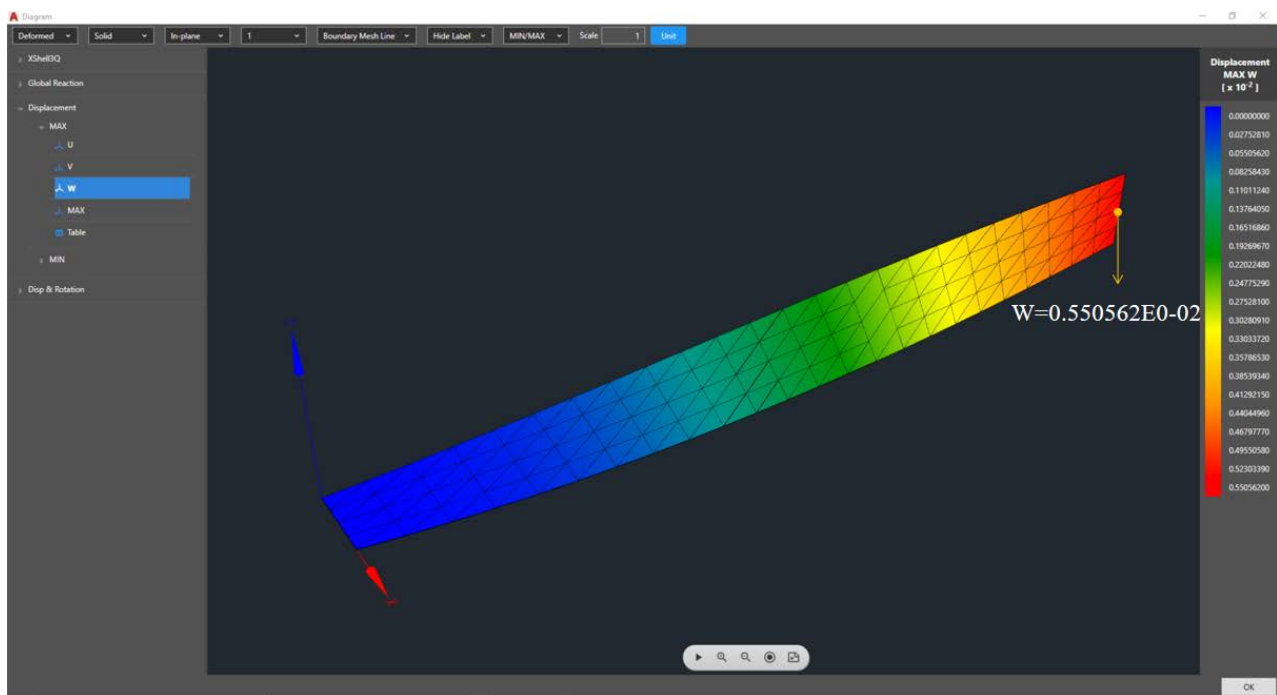 Diagram
Deformed Solid In-plane 1 Boundary Mesh Line Hide Label MIN/MAX Scale 1 Unit
XShell3Q
Global Reaction
Displacement
MAX
U
V
W
MAX
Table
MIN
Disp & Rotation
W=0.550562E0-02
Displacement
MAX W
[ x 10-2 ]
0.00000000
0.02752810
0.05505620
0.08258430
0.11011240
0.13764050
0.16516860
0.19269670
0.22022480
0.24775290
0.27528100
0.30280910
0.33033720
0.35786530
0.38539340
0.41292150
0.44044960
0.46797770
0.49550580
0.52303390
0.55056200
OK